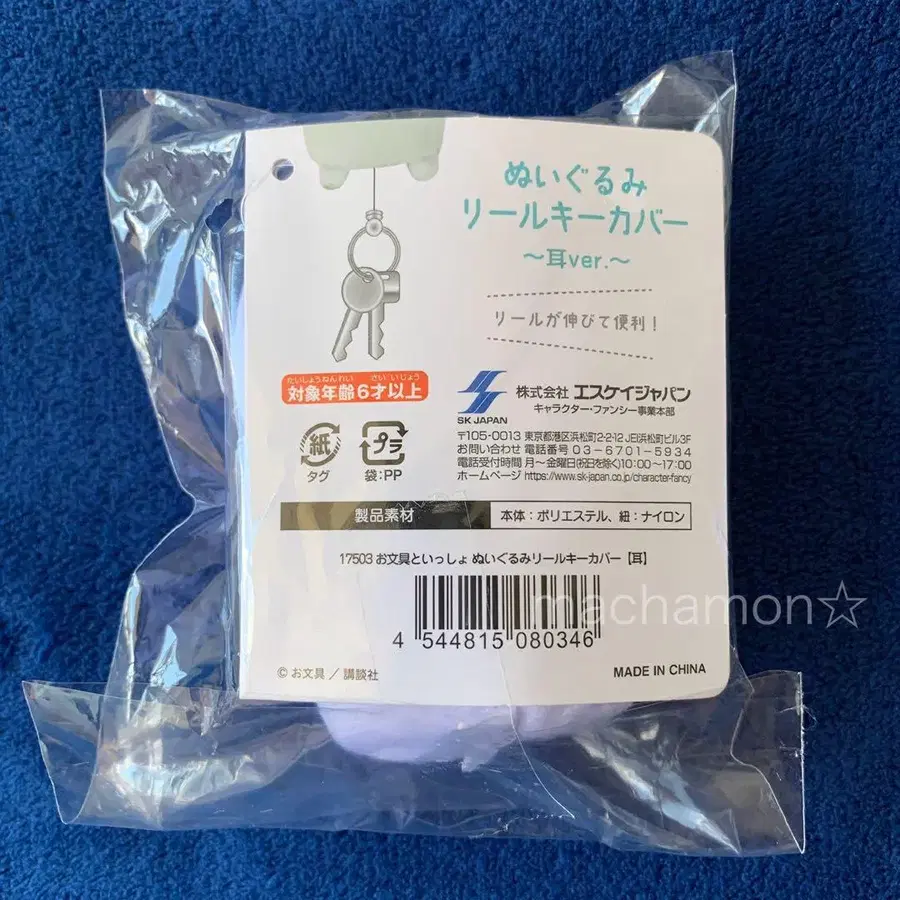 ぬいぐるみ
リールキーカバー
～耳ver.～
リールが伸びて便利！
たいしょうねんれい さい いじょう
対象年齢6才以上
紙
タグ
プラ
袋:PP
SK JAPAN
株式会社 エスケイジャパン
キャラクター・ファンシー事業本部
〒105-0013 東京都港区浜松町2-2-12 JEI浜松町ビル3F
お問い合わせ 電話番号 03-6701-5934
電話受付時間 月～金曜日(祝日を除く)10:00～17:00
ホームページ https://www.sk-japan.co.jp/character-fancy
製品素材
本体：ポリエステル、紐：ナイロン
17503 お文具といっしょ ぬいぐるみリールキーカバー【耳】
4 544815 080346
machamon☆
© お文具／講談社
MADE IN CHINA